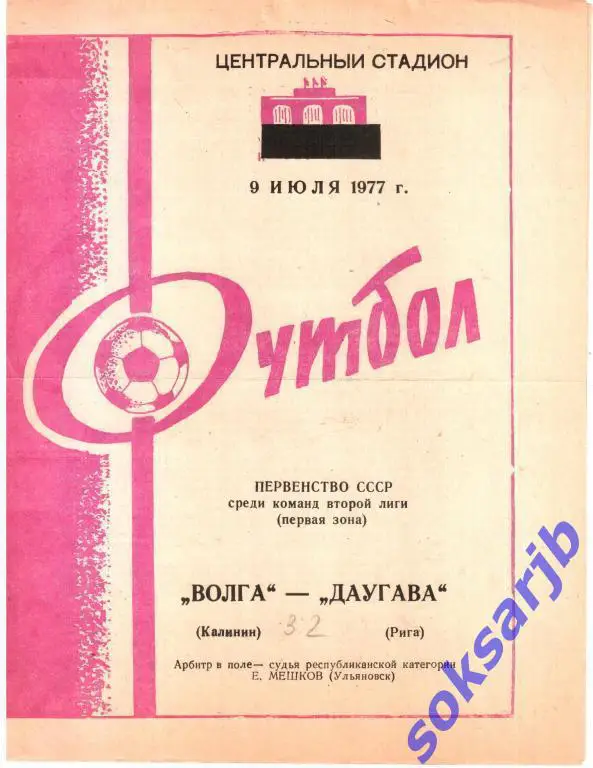 ЦЕНТРАЛЬНЫЙ СТАДИОН
9 ИЮЛЯ 1977 г.
Футбол
ПЕРВЕНСТВО СССР
среди команд второй лиги
(первая зона)
„ВОЛГА“ — „ДАУГАВА“
(Калинин) 3 2 (Рига)
Арбитр в поле— судья республиканской категории
Е. МЕШКОВ (Ульяновск)
soksarjb